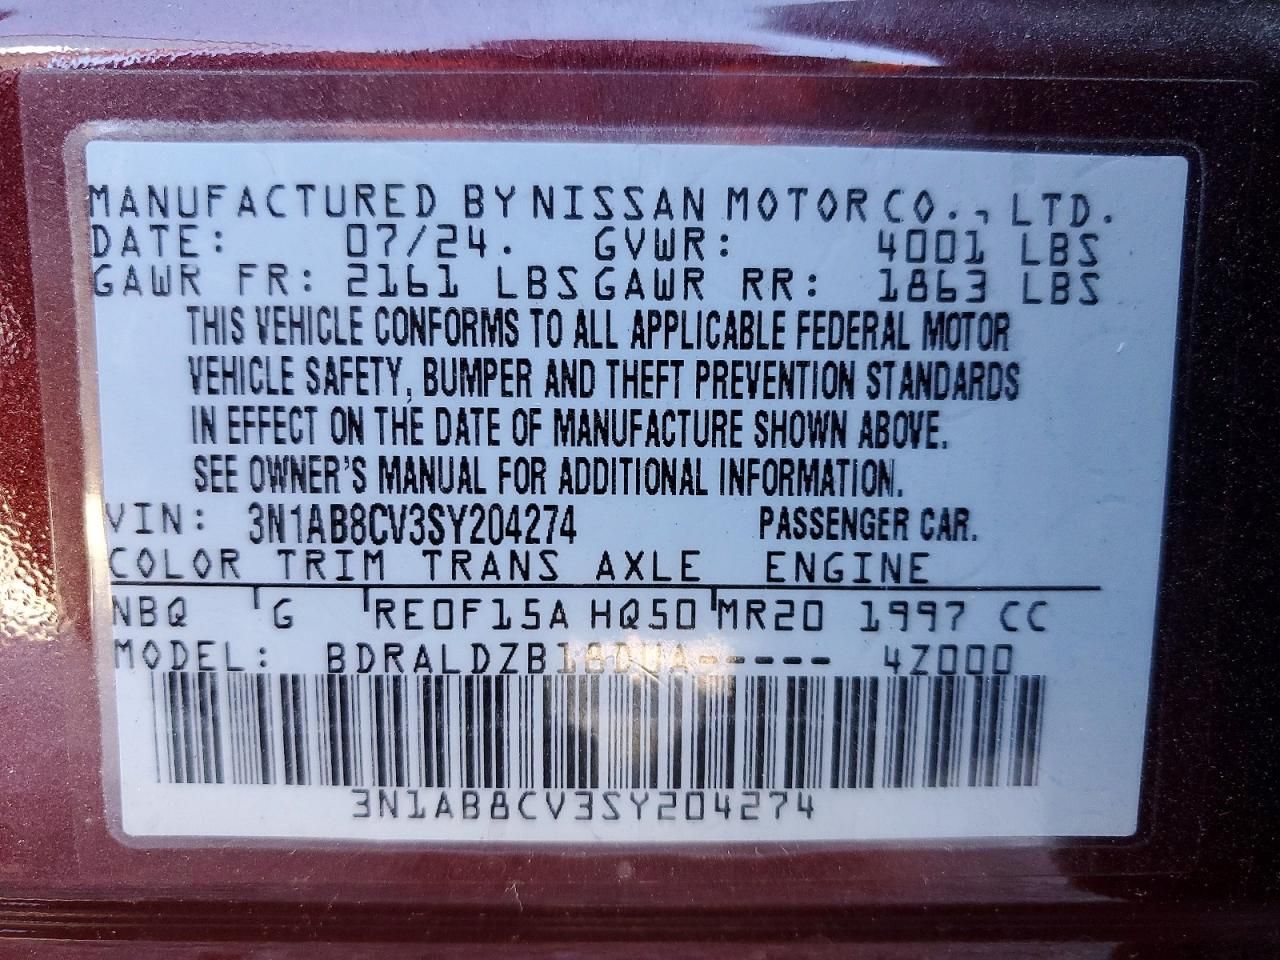 MANUFACTURED BY NISSAN MOTOR CO., LTD.
DATE: 07/24. GVWR: 4001 LBS
GAWR FR: 2161 LBS GAWR RR: 1863 LBS
THIS VEHICLE CONFORMS TO ALL APPLICABLE FEDERAL MOTOR
VEHICLE SAFETY, BUMPER AND THEFT PREVENTION STANDARDS
IN EFFECT ON THE DATE OF MANUFACTURE SHOWN ABOVE.
SEE OWNER'S MANUAL FOR ADDITIONAL INFORMATION.
VIN: 3N1AB8CV3SY204274 PASSENGER CAR.
COLOR TRIM TRANS AXLE ENGINE
NBQ G RE0F15A HQ50 MR20 1997 CC
MODEL: BDRALDZB18DUA----- 4Z000
3N1AB8CV3SY204274